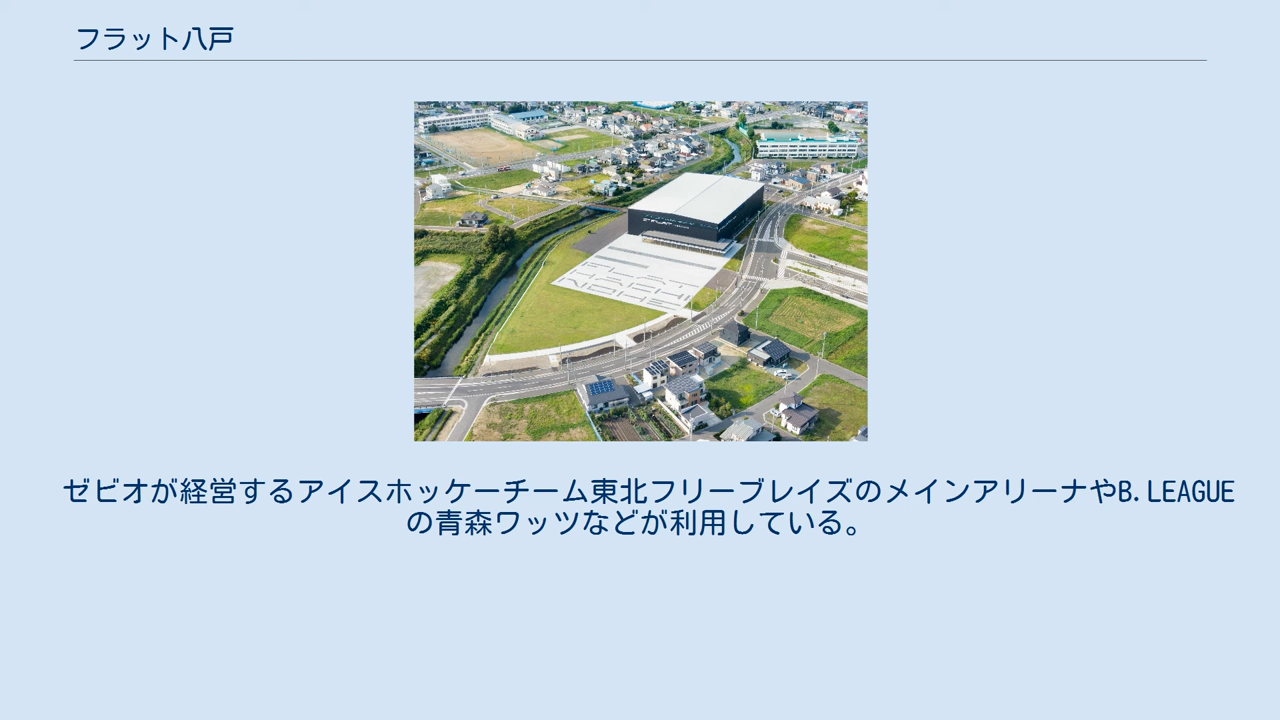 フラット八戸
ゼビオが経営するアイスホッケーチーム東北フリーブレイズのメインアリーナやB.LEAGUE
の青森ワッツなどが利用している。